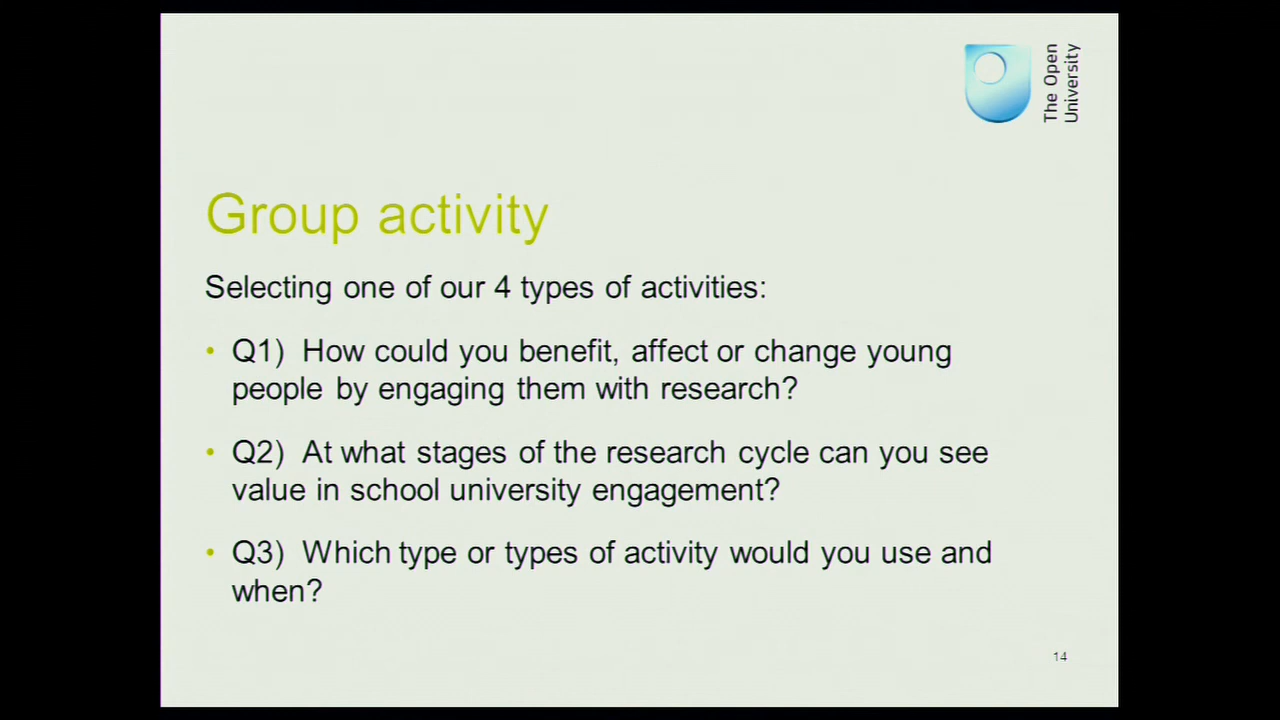 The Open
University
Group activity
Selecting one of our 4 types of activities:
• Q1) How could you benefit, affect or change young
people by engaging them with research?
• Q2) At what stages of the research cycle can you see
value in school university engagement?
• Q3) Which type or types of activity would you use and
when?
14